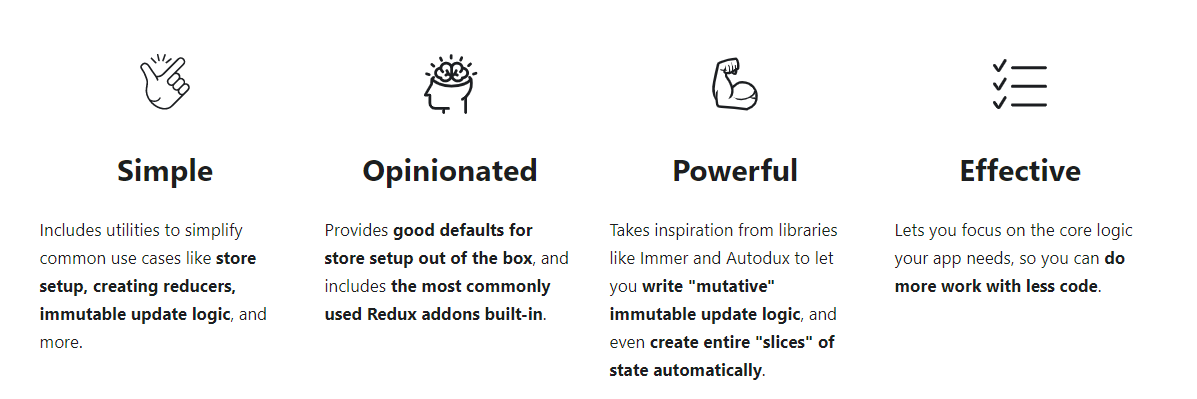 Simple
Includes utilities to simplify
common use cases like store
setup, creating reducers,
immutable update logic, and
more.
Opinionated
Provides good defaults for
store setup out of the box, and
includes the most commonly
used Redux addons built-in.
Powerful
Takes inspiration from libraries
like Immer and Autodux to let
you write "mutative"
immutable update logic, and
even create entire "slices" of
state automatically.
Effective
Lets you focus on the core logic
your app needs, so you can do
more work with less code.